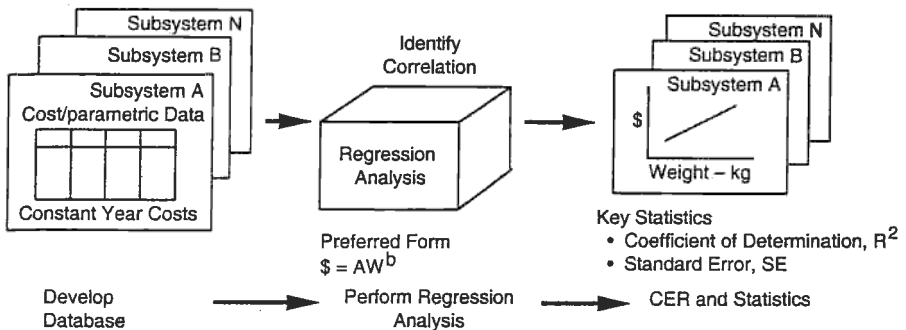 Subsystem N
Subsystem B
Subsystem A
Cost/parametric Data
Constant Year Costs
Identify
Correlation
Regression
Analysis
Preferred Form
$ = AW^b
Subsystem N
Subsystem B
Subsystem A
$
Weight – kg
Key Statistics
• Coefficient of Determination, R²
• Standard Error, SE
Develop
Database
Perform Regression
Analysis
CER and Statistics